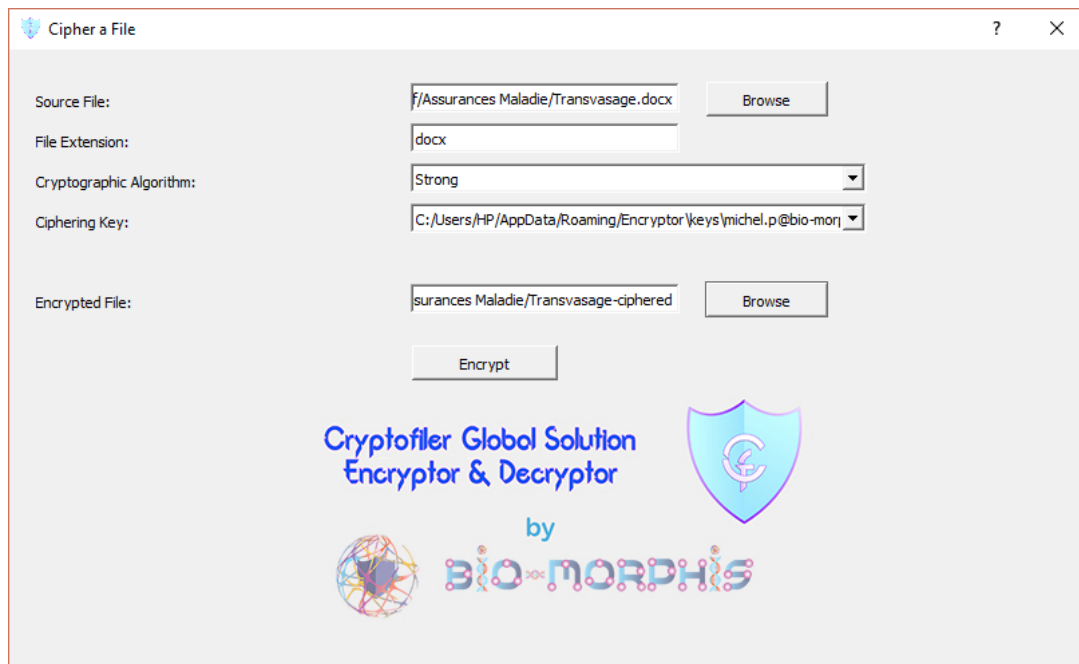 Cipher a File ?
Source File: f/Assurances Maladie/Transvasage.docx Browse
File Extension: docx
Cryptographic Algorithm: Strong
Ciphering Key: C:/Users/HP/AppData/Roaming/Encryptor\keys\michel.p@bio-morp
Encrypted File: surances Maladie/Transvasage-ciphered Browse
Encrypt
Cryptofiler Global Solution
Encryptor & Decryptor
by
BIO-MORPHIS